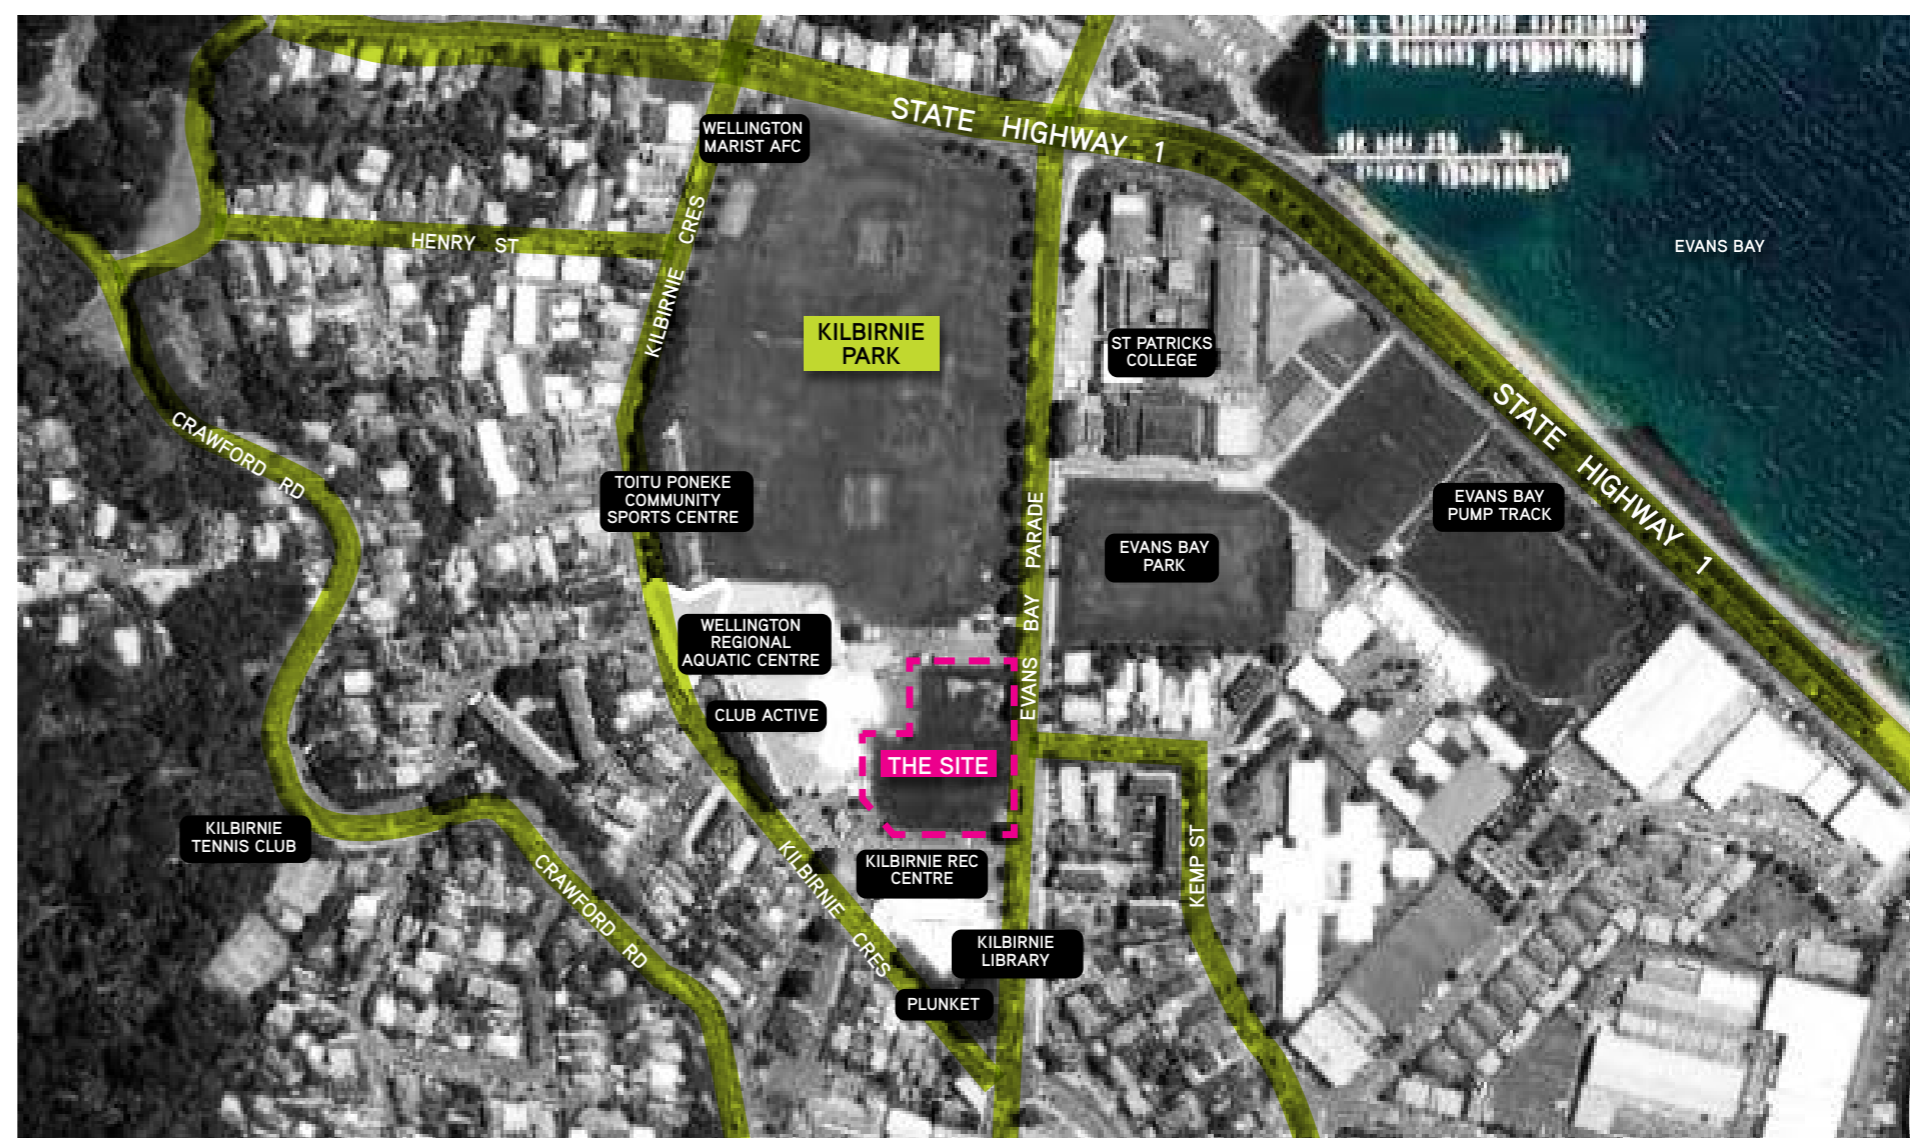 STATE HIGHWAY 1
WELLINGTON
MARIST AFC
HENRY ST
KILBIRNIE CRES
EVANS BAY
KILBIRNIE
PARK
ST PATRICKS
COLLEGE
CRAWFORD RD
STATE HIGHWAY 1
TOITU PONEKE
COMMUNITY
SPORTS CENTRE
EVANS BAY
PUMP TRACK
EVANS BAY PARADE
EVANS BAY
PARK
WELLINGTON
REGIONAL
AQUATIC CENTRE
CLUB ACTIVE
THE SITE
KILBIRNIE
TENNIS CLUB
CRAWFORD RD
KILBIRNIE CRES
KILBIRNIE REC
CENTRE
KEMP ST
KILBIRNIE
LIBRARY
PLUNKET